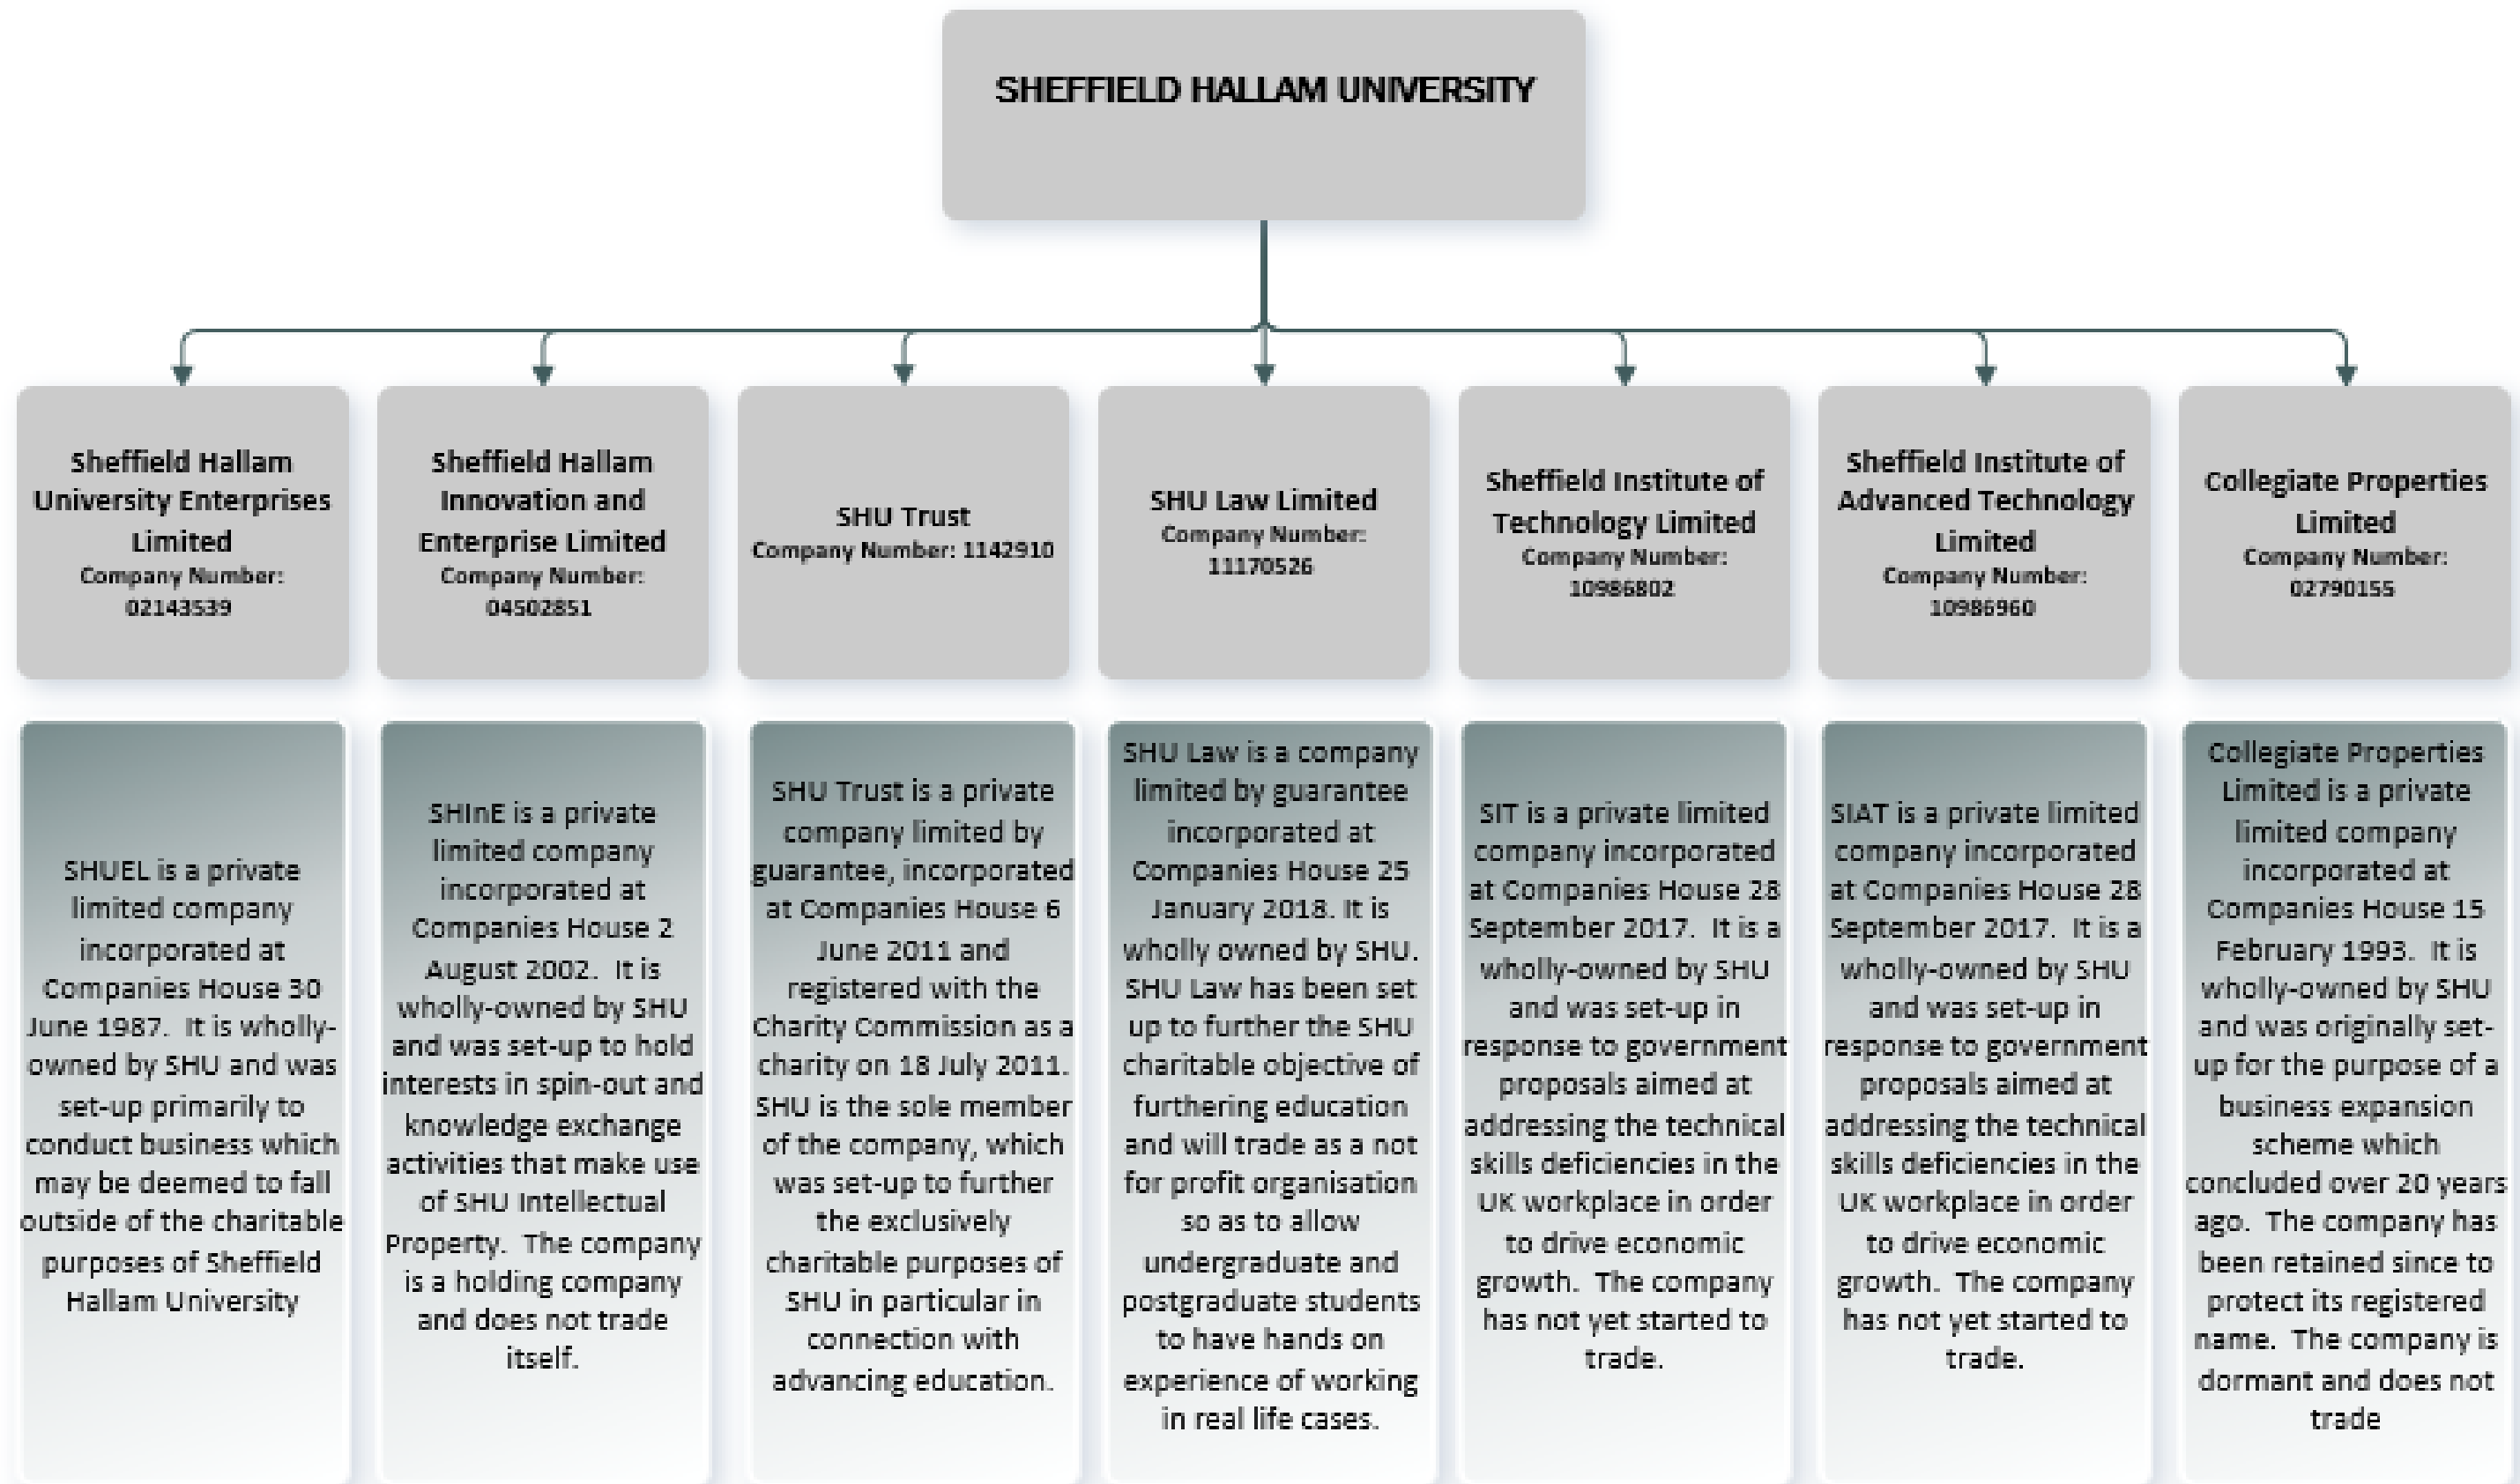 SHEFFIELD HALLAM UNIVERSITY
Sheffield Hallam
University Enterprises
Limited
Company Number:
02143539
Sheffield Hallam
Innovation and
Enterprise Limited
Company Number:
04502851
SHU Trust
Company Number: 1142910
SHU Law Limited
Company Number:
11170526
Sheffield Institute of
Technology Limited
Company Number:
10986802
Sheffield Institute of
Advanced Technology
Limited
Company Number:
10986960
Collegiate Properties
Limited
Company Number:
02790155
SHUEL is a private
limited company
incorporated at
Companies House 30
June 1987.  It is wholly-
owned by SHU and was
set-up primarily to
conduct business which
may be deemed to fall
outside of the charitable
purposes of Sheffield
Hallam University
SHInE is a private
limited company
incorporated at
Companies House 2
August 2002.  It is
wholly-owned by SHU
and was set-up to hold
interests in spin-out and
knowledge exchange
activities that make use
of SHU Intellectual
Property.  The company
is a holding company
and does not trade
itself.
SHU Trust is a private
company limited by
guarantee, incorporated
at Companies House 6
June 2011 and
registered with the
Charity Commission as a
charity on 18 July 2011.
SHU is the sole member
of the company, which
was set-up to further
the exclusively
charitable purposes of
SHU in particular in
connection with
advancing education.
SHU Law is a company
limited by guarantee
incorporated at
Companies House 25
January 2018. It is
wholly owned by SHU.
SHU Law has been set
up to further the SHU
charitable objective of
furthering education
and will trade as a not
for profit organisation
so as to allow
undergraduate and
postgraduate students
to have hands on
experience of working
in real life cases.
SIT is a private limited
company incorporated
at Companies House 28
September 2017.  It is a
wholly-owned by SHU
and was set-up in
response to government
proposals aimed at
addressing the technical
skills deficiencies in the
UK workplace in order
to drive economic
growth.  The company
has not yet started to
trade.
SIAT is a private limited
company incorporated
at Companies House 28
September 2017.  It is a
wholly-owned by SHU
and was set-up in
response to government
proposals aimed at
addressing the technical
skills deficiencies in the
UK workplace in order
to drive economic
growth.  The company
has not yet started to
trade.
Collegiate Properties
Limited is a private
limited company
incorporated at
Companies House 15
February 1993.  It is
wholly-owned by SHU
and was originally set-
up for the purpose of a
business expansion
scheme which
concluded over 20 years
ago.  The company has
been retained since to
protect its registered
name.  The company is
dormant and does not
trade